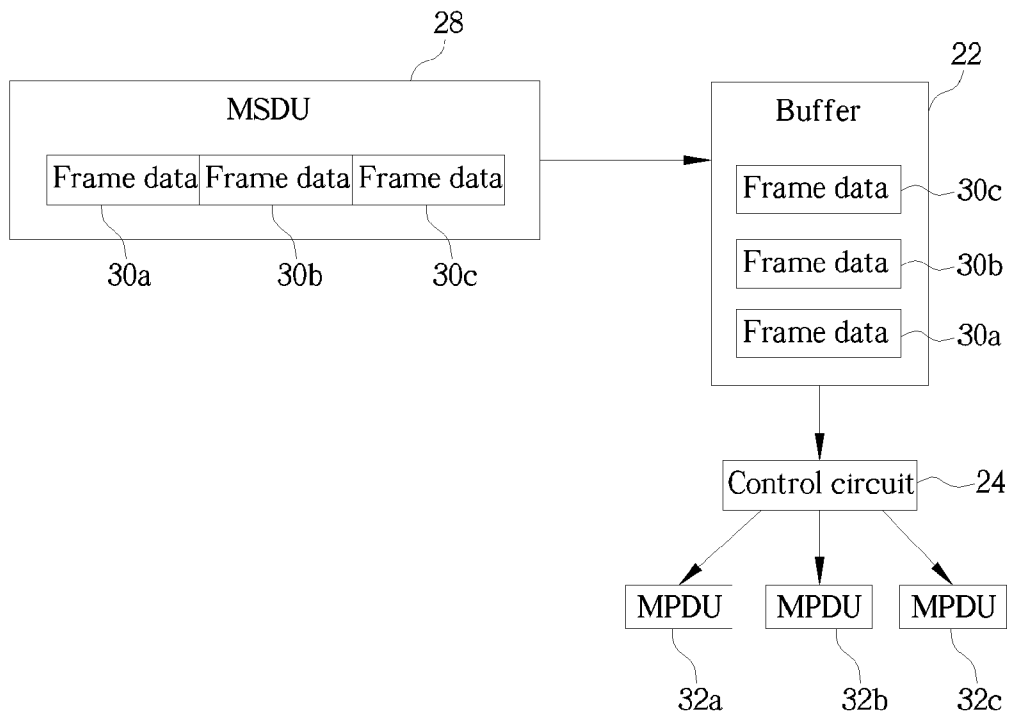 28
MSDU
Frame data Frame data Frame data
30a 30b 30c
22
Buffer
Frame data 30c
Frame data 30b
Frame data 30a
Control circuit 24
MPDU MPDU MPDU
32a 32b 32c